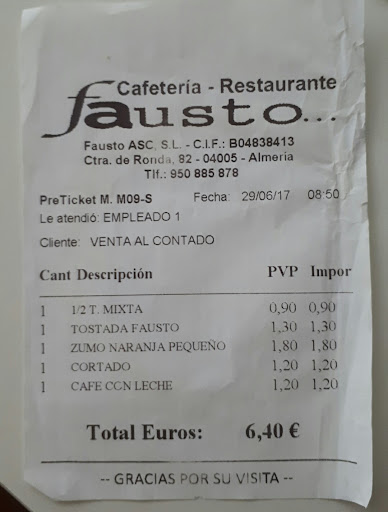 Cafetería - Restaurante
fausto...
Fausto ASC, S.L. - C.I.F.: B04838413
Ctra. de Ronda, 82 - 04005 - Almeria
Tlf.: 950 885 878
PreTicket M. M09-S Fecha: 29/06/17 08:50
Le atendió: EMPLEADO 1
Cliente: VENTA AL CONTADO
Cant Descripción PVP Impor
1 1/2 T. MIXTA 0,90 0,90
1 TOSTADA FAUSTO 1,30 1,30
1 ZUMO NARANJA PEQUEÑO 1,80 1,80
1 CORTADO 1,20 1,20
1 CAFE CON LECHE 1,20 1,20
Total Euros: 6,40 €
-- GRACIAS POR SU VISITA --